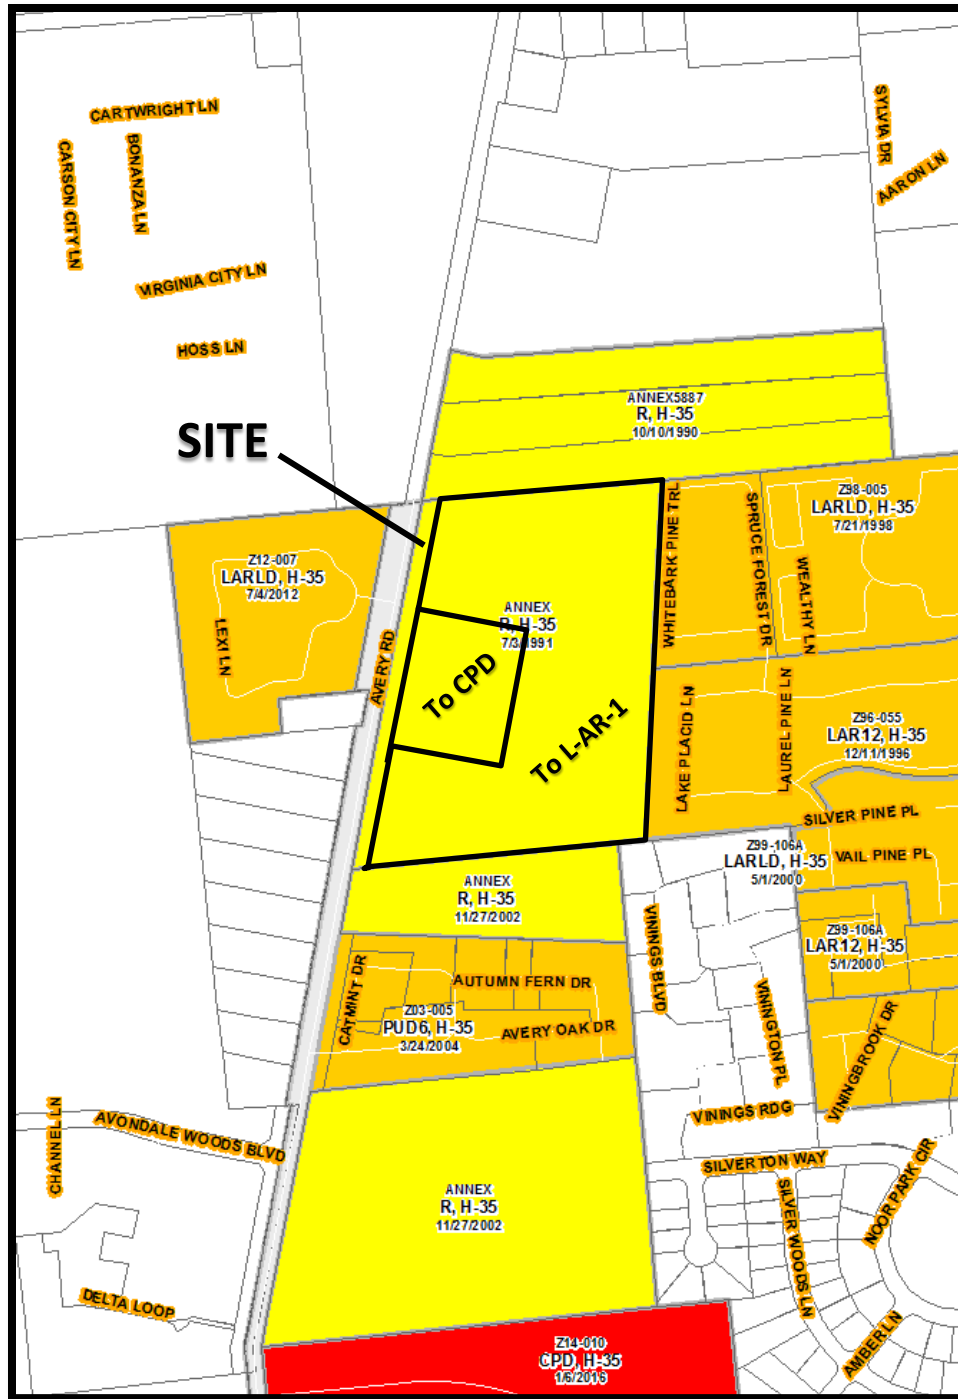 CARTWRIGHT LN
BONANZA LN
CARSON CITY LN
VIRGINIA CITY LN
HOSS LN
SYLVIA DR
AARON LN
SITE
ANNEX5887
R, H-35
10/10/1990
Z12-007
LARLD, H-35
7/4/2012
LEXI LN
AVERY RD
ANNEX
R, H-35
7/3/1991
To CPD
To L-AR-1
WHITEBARK PINE TRL
SPRUCE FOREST DR
WEALTHY LN
Z98-005
LARLD, H-35
7/21/1998
LAKE PLACID LN
LAUREL PINE LN
Z96-055
LAR12, H-35
12/11/1996
SILVER PINE PL
VAIL PINE PL
Z99-106A
LARLD, H-35
5/1/2000
Z99-106A
LAR12, H-35
5/1/2000
ANNEX
R, H-35
11/27/2002
CATMINT DR
AUTUMN FERN DR
Z03-005
PUD6, H-35
3/24/2004
AVERY OAK DR
VININGS BLVD
VININGTON PL
VININGBROOK DR
VININGS RDG
CHANNEL LN
AVONDALE WOODS BLVD
SILVERTON WAY
SILVER WOODS LN
NOOR PARK CIR
AMBER LN
ANNEX
R, H-35
11/27/2002
DELTA LOOP
Z14-010
CPD, H-35
1/6/2016